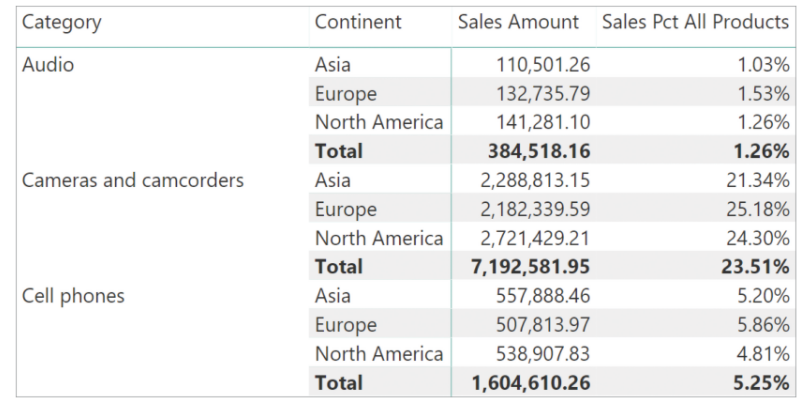 Category Continent Sales Amount Sales Pct All Products
Audio Asia 110,501.26 1.03%
Europe 132,735.79 1.53%
North America 141,281.10 1.26%
Total 384,518.16 1.26%
Cameras and camcorders Asia 2,288,813.15 21.34%
Europe 2,182,339.59 25.18%
North America 2,721,429.21 24.30%
Total 7,192,581.95 23.51%
Cell phones Asia 557,888.46 5.20%
Europe 507,813.97 5.86%
North America 538,907.83 4.81%
Total 1,604,610.26 5.25%